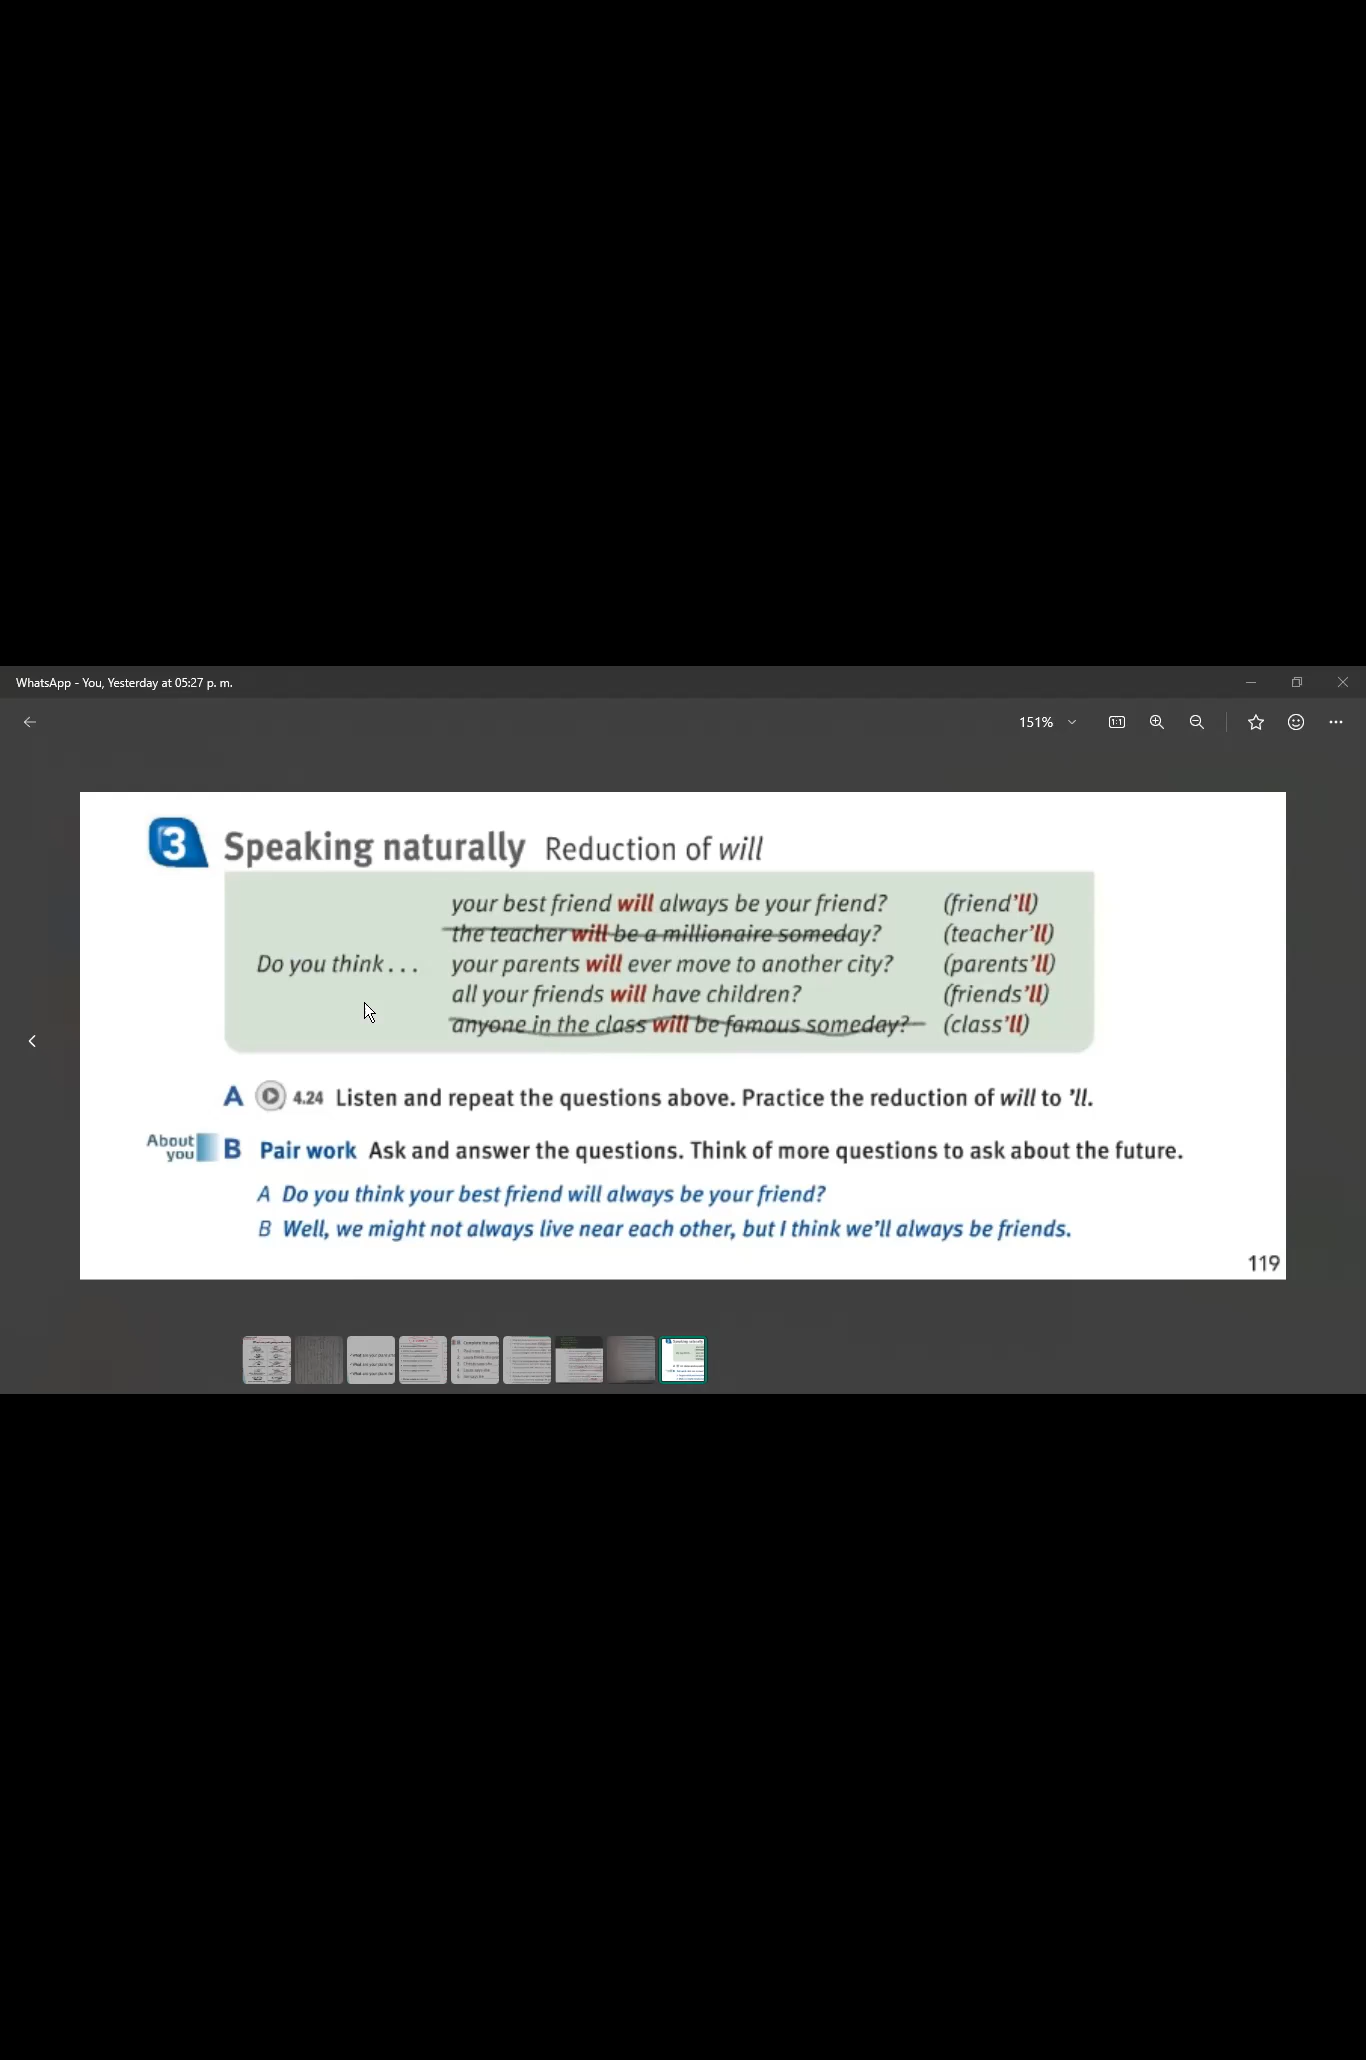 WhatsApp - You, Yesterday at 05:27 p. m.
151%
1:1
3 Speaking naturally Reduction of will
your best friend will always be your friend? (friend'll)
the teacher will be a millionaire someday? (teacher'll)
Do you think . . . your parents will ever move to another city? (parents'll)
all your friends will have children? (friends'll)
anyone in the class will be famous someday? (class'll)
A 4.24 Listen and repeat the questions above. Practice the reduction of will to 'll.
About you B Pair work Ask and answer the questions. Think of more questions to ask about the future.
A Do you think your best friend will always be your friend?
B Well, we might not always live near each other, but I think we'll always be friends.
119